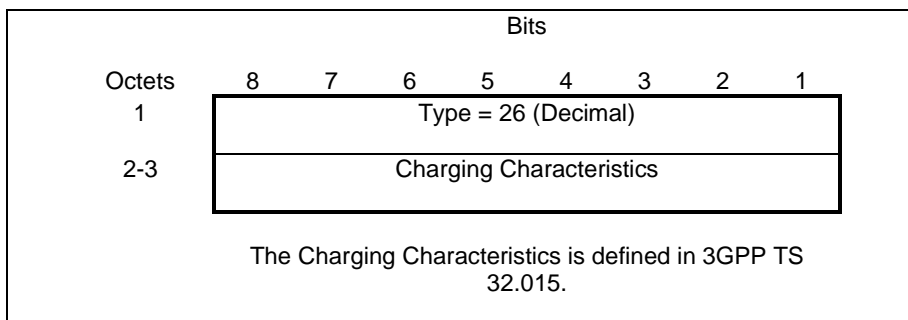 Bits
Octets 8 7 6 5 4 3 2 1
1 Type = 26 (Decimal)
2-3 Charging Characteristics
The Charging Characteristics is defined in 3GPP TS
32.015.